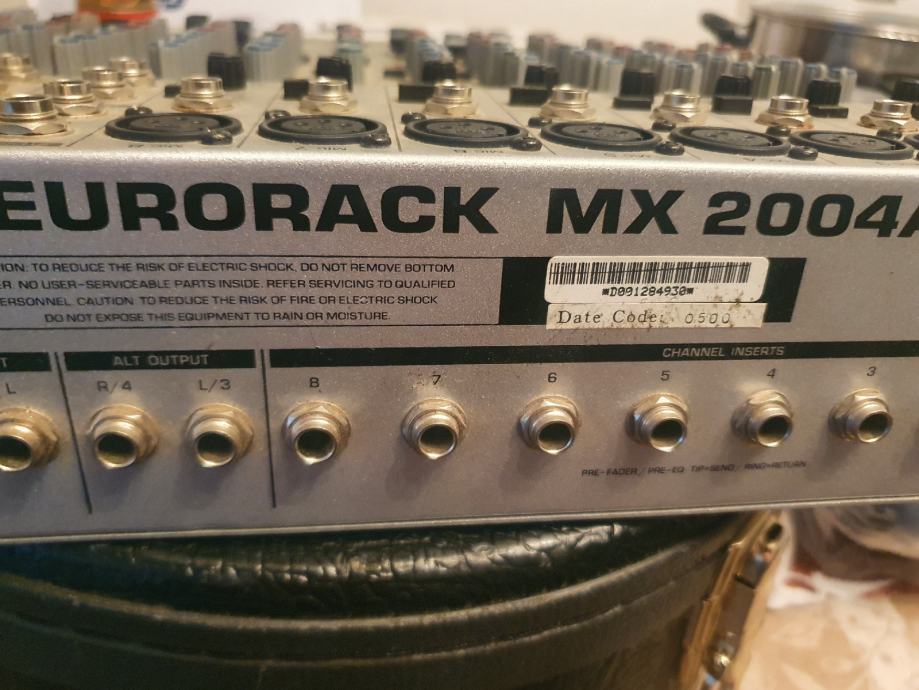 EURORACK MX 2004A
ION: TO REDUCE THE RISK OF ELECTRIC SHOCK, DO NOT REMOVE BOTTOM
R. NO USER-SERVICEABLE PARTS INSIDE. REFER SERVICING TO QUALIFIED
PERSONNEL CAUTION: TO REDUCE THE RISK OF FIRE OR ELECTRIC SHOCK
DO NOT EXPOSE THIS EQUIPMENT TO RAIN OR MOISTURE.
*D091284930*
Date Code: 0500
T ALT OUTPUT CHANNEL INSERTS
L R/4 L/3 8 7 6 5 4 3
PRE-FADER / PRE-EQ TIP=SEND / RING=RETURN